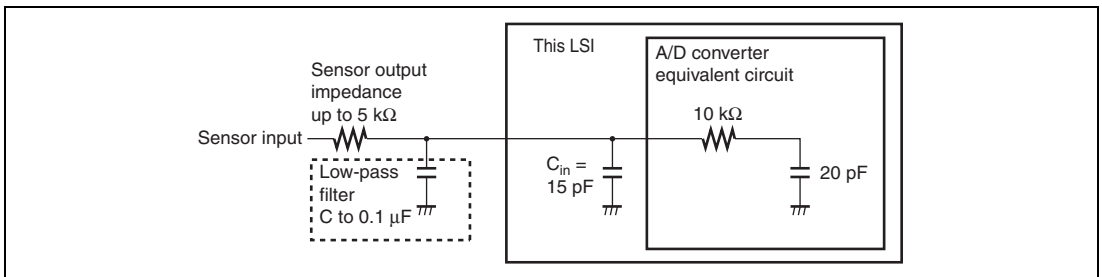 This LSI
A/D converter
equivalent circuit
Sensor output
impedance
up to 5 kΩ
10 kΩ
Sensor input
Low-pass
filter
C to 0.1 μF
Cin =
15 pF
20 pF